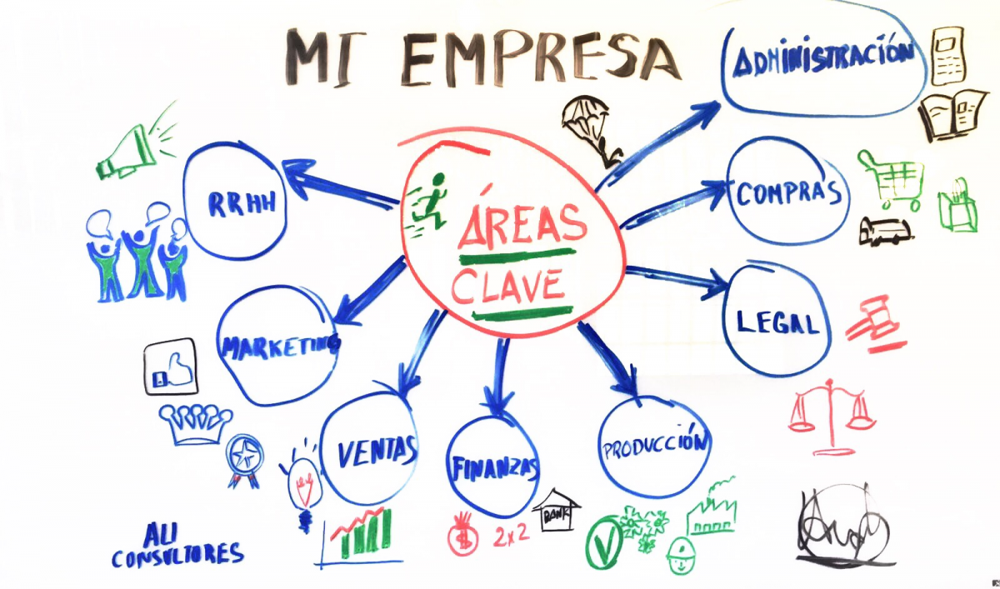 MI EMPRESA
ADMINISTRACIÓN
RRHH
ÁREAS
CLAVE
COMPRAS
LEGAL
MARKETING
VENTAS
FINANZAS
PRODUCCIÓN
BANK
2x2
$
V
ALI
CONSULTORES